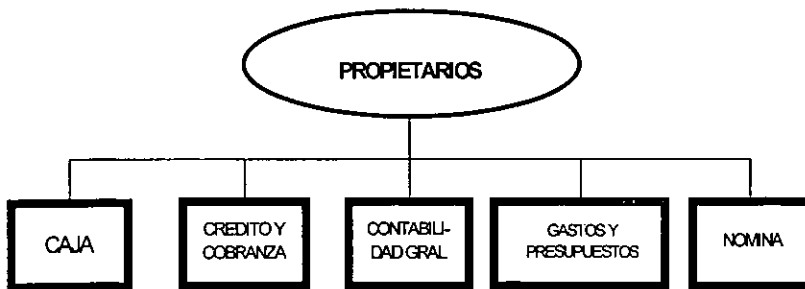 PROPIETARIOS
CAJA
CREDITO Y
COBRANZA
CONTABILI-
DAD GRAL
GASTOS Y
PRESUPUESTOS
NOMINA